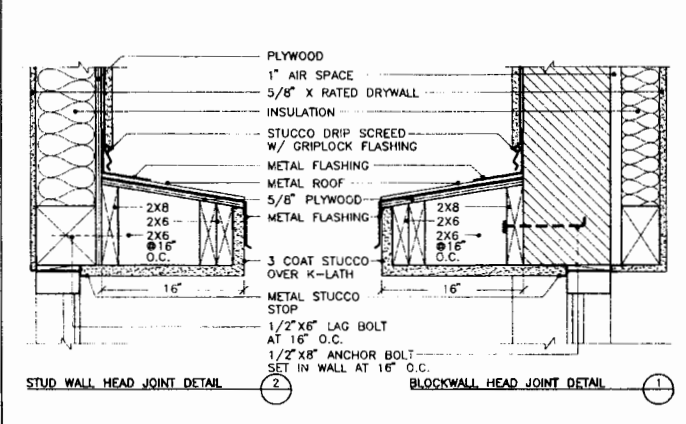 PLYWOOD
1" AIR SPACE
5/8" X RATED DRYWALL
INSULATION
STUCCO DRIP SCREED
W/ GRIPLOCK FLASHING
METAL FLASHING
METAL ROOF
5/8" PLYWOOD
METAL FLASHING
2X8
2X6
2X6
@16"
O.C.
2X8
2X6
2X6
@16"
O.C.
3 COAT STUCCO
OVER K-LATH
16"
16"
METAL STUCCO
STOP
1/2"X6" LAG BOLT
AT 16" O.C.
1/2"X8" ANCHOR BOLT
SET IN WALL AT 16" O.C.
STUD WALL HEAD JOINT DETAIL 2
BLOCKWALL HEAD JOINT DETAIL 1